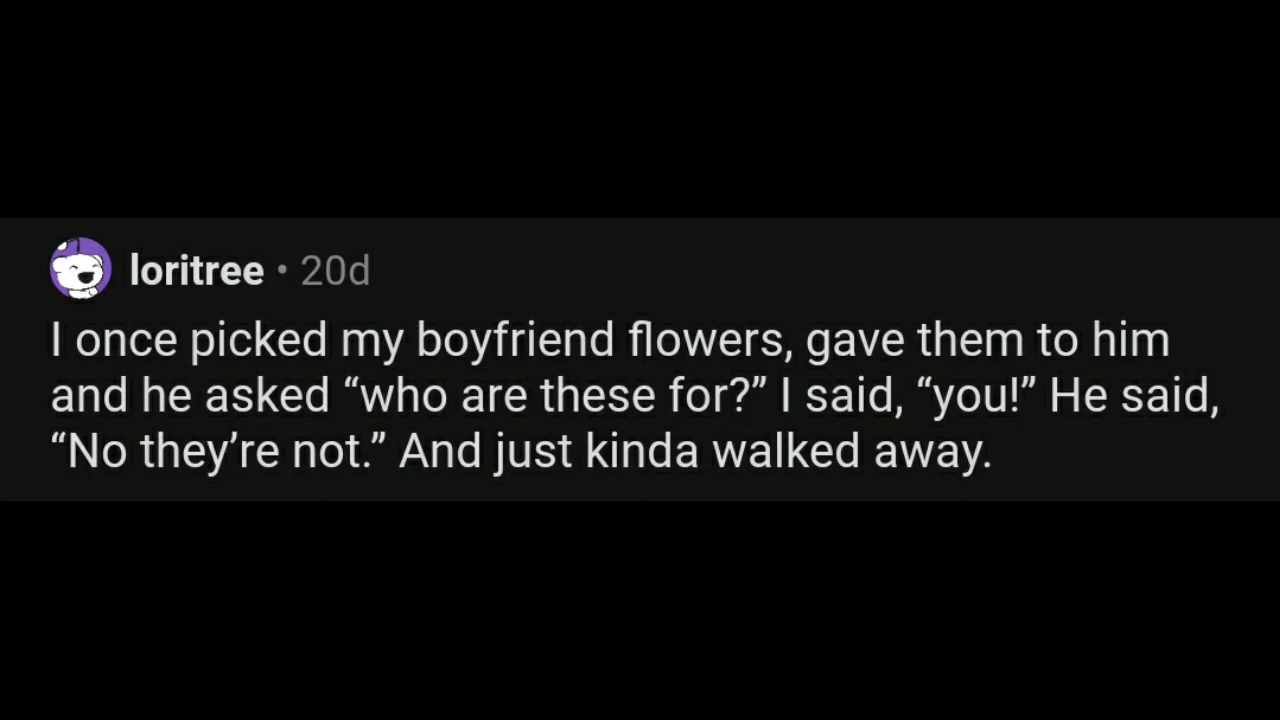 loritree • 20d
I once picked my boyfriend flowers, gave them to him
and he asked “who are these for?” I said, “you!” He said,
“No they’re not.” And just kinda walked away.